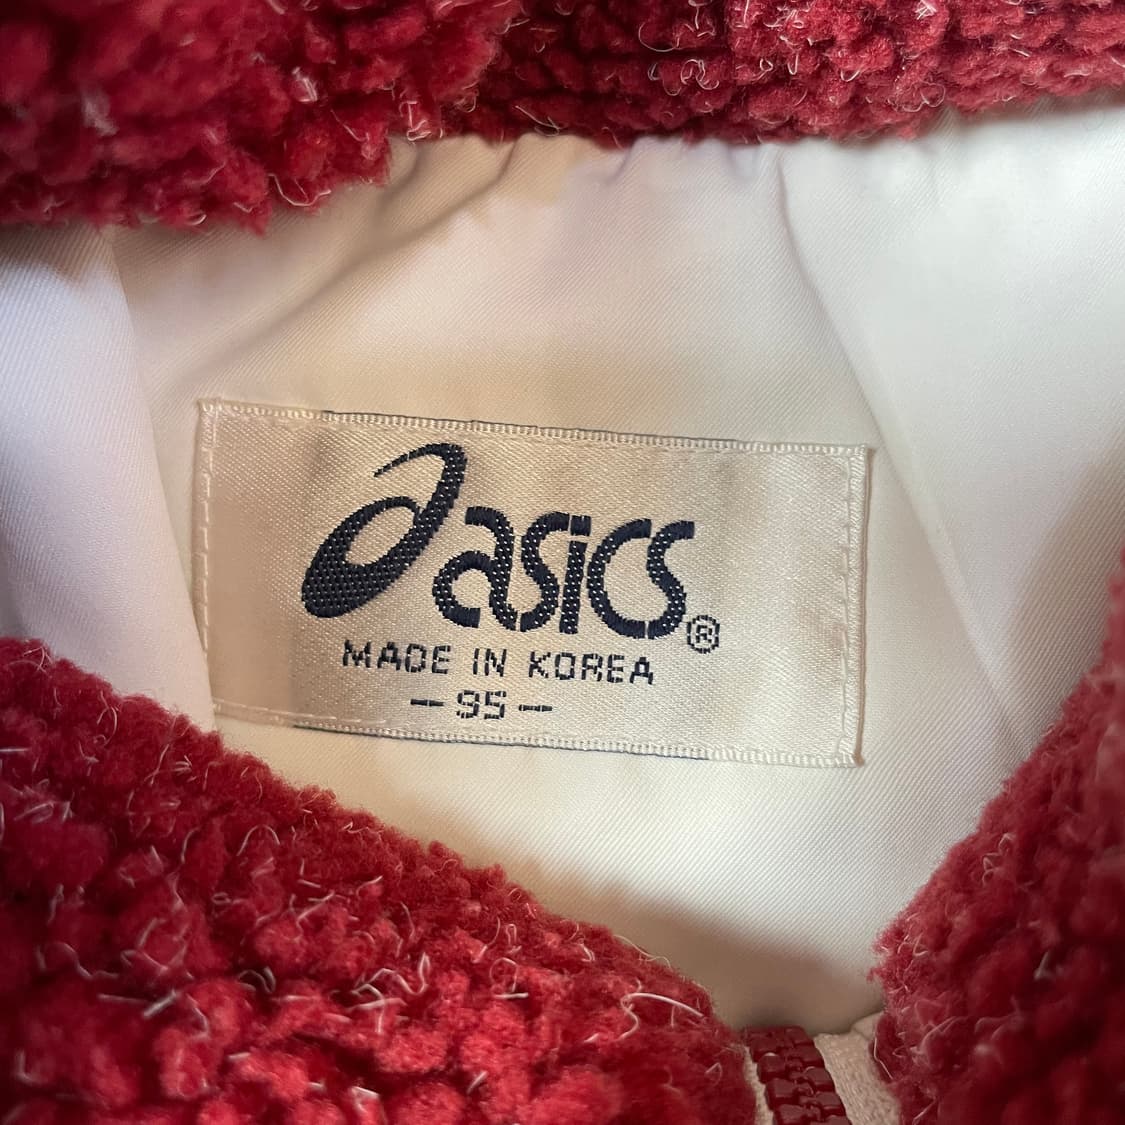 asics®
MADE IN KOREA
- 95 -